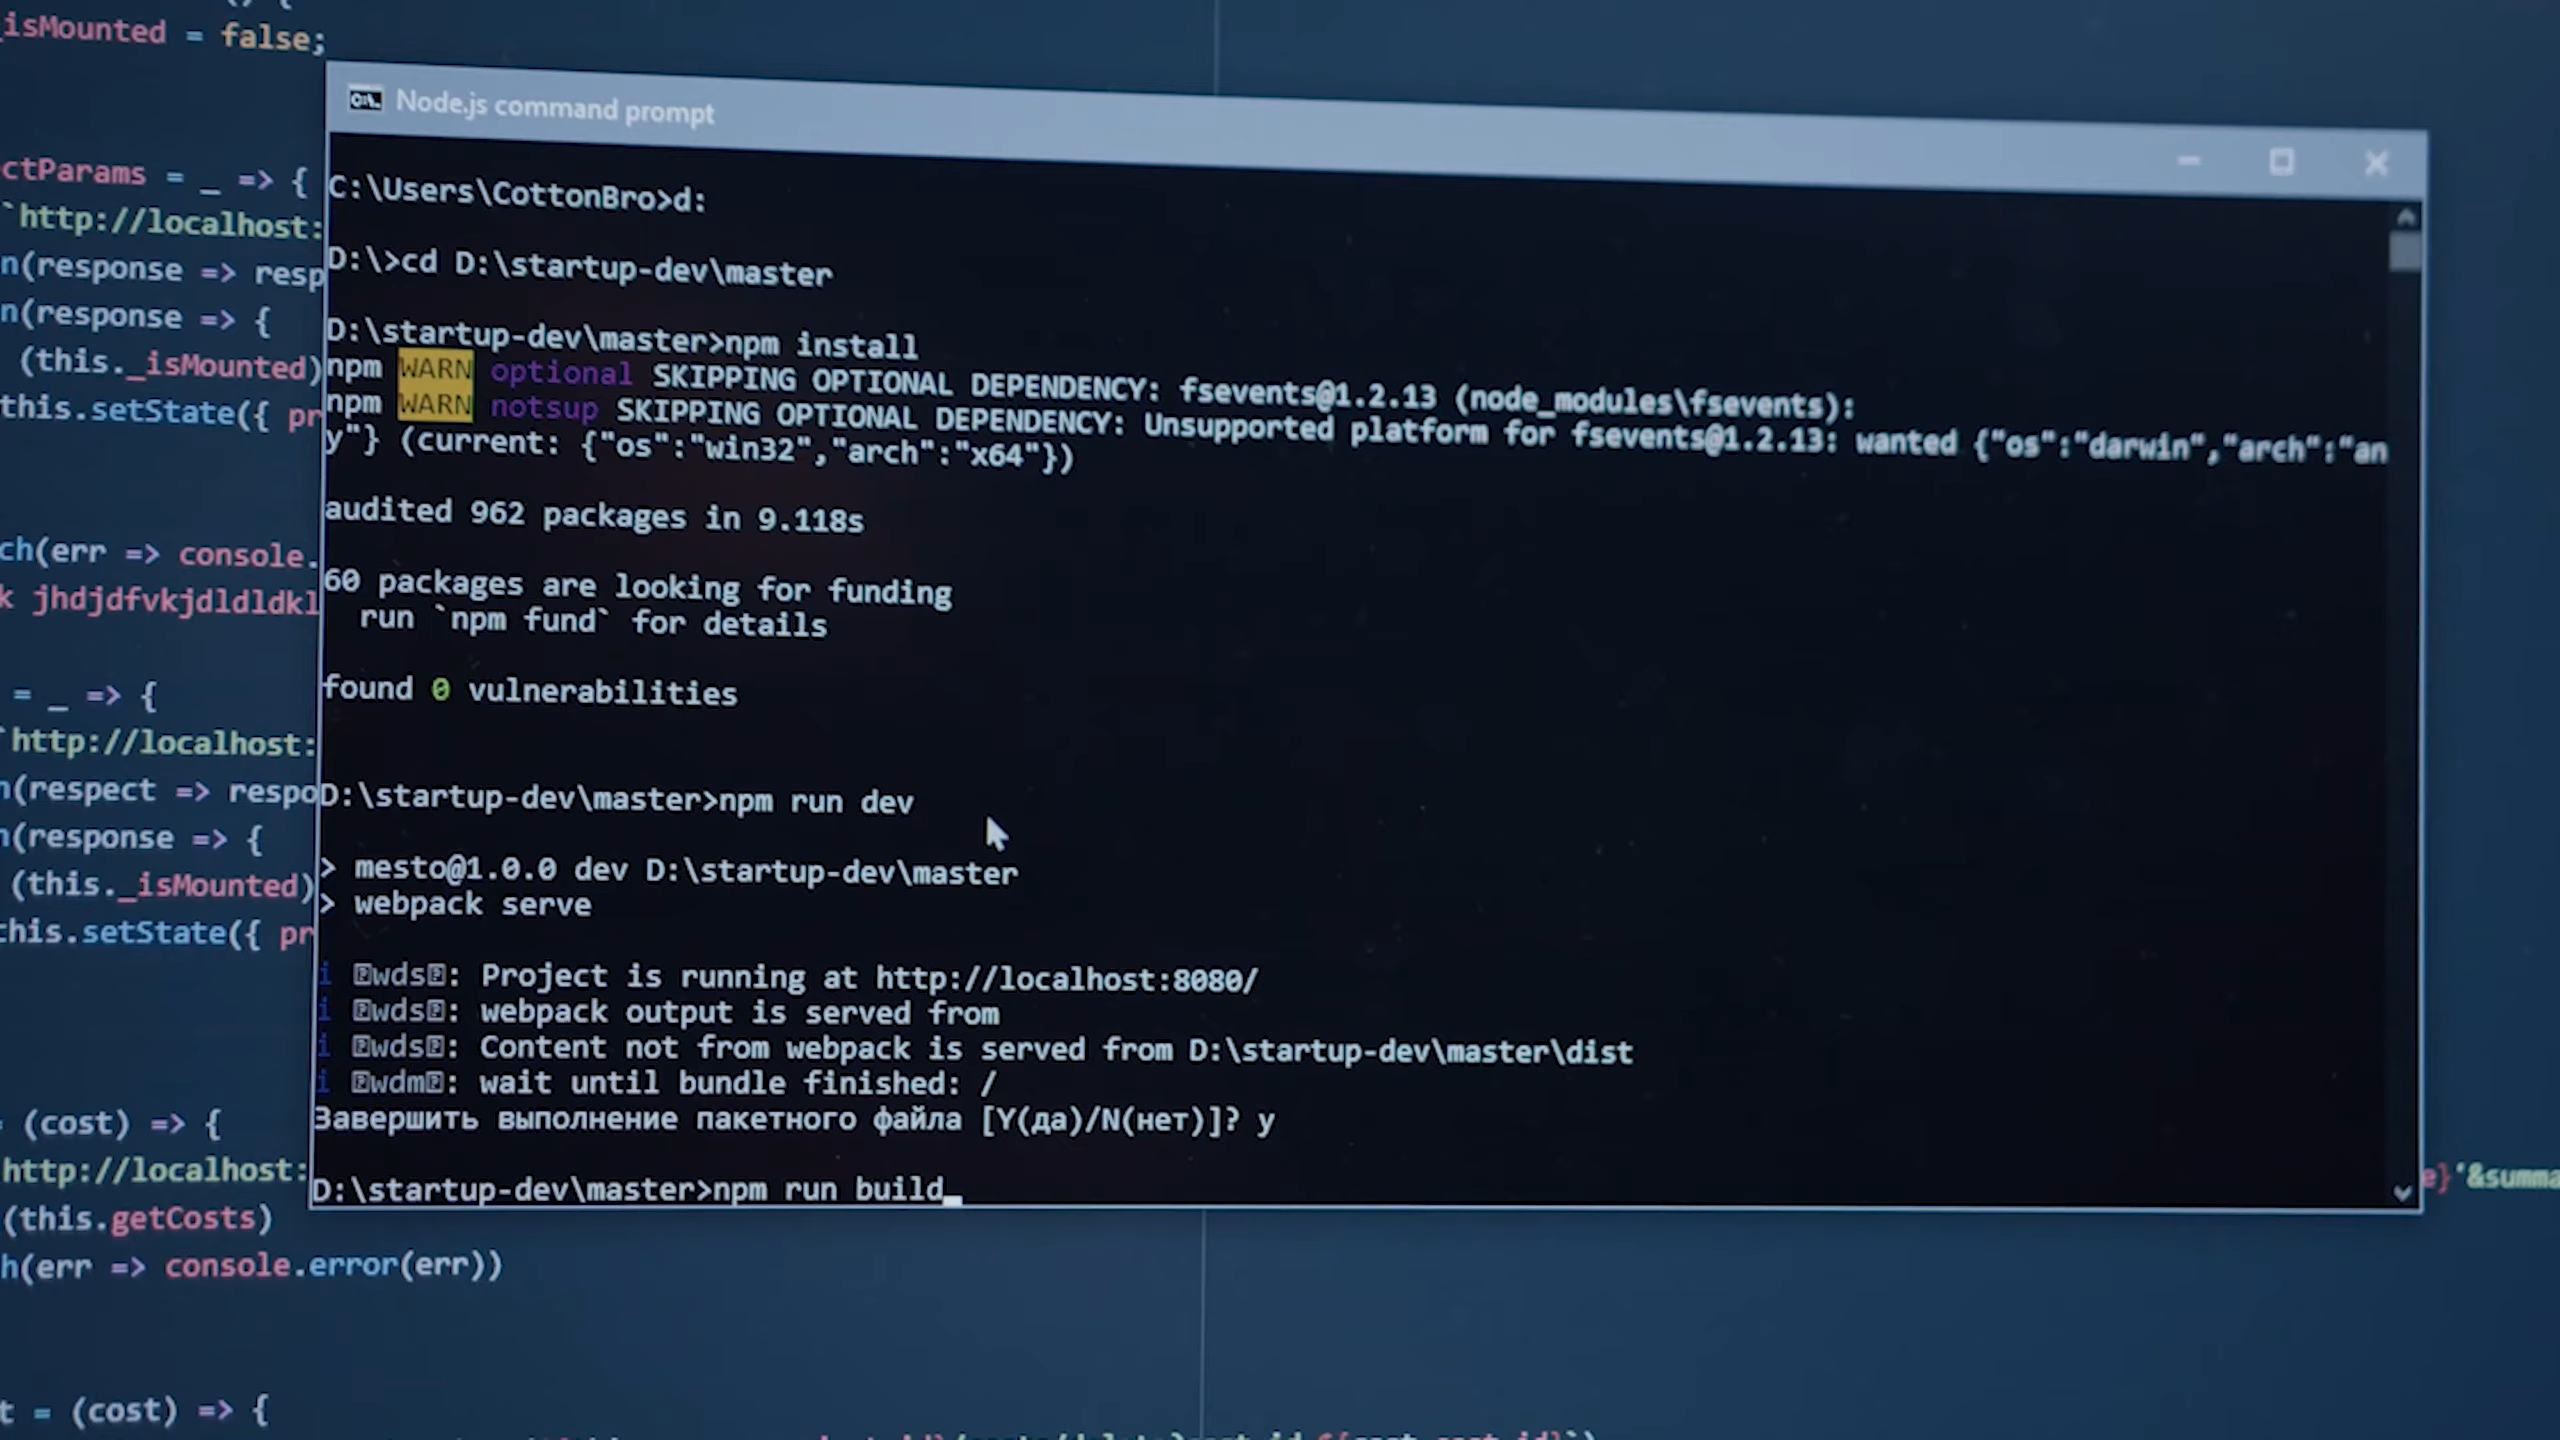 _isMounted = false;
Node.js command prompt
C:\Users\CottonBro>d:
D:\>cd D:\startup-dev\master
D:\startup-dev\master>npm install
npm WARN optional SKIPPING OPTIONAL DEPENDENCY: fsevents@1.2.13 (node_modules\fsevents):
npm WARN notsup SKIPPING OPTIONAL DEPENDENCY: Unsupported platform for fsevents@1.2.13: wanted {"os":"darwin","arch":"an
y"} (current: {"os":"win32","arch":"x64"})
audited 962 packages in 9.118s
60 packages are looking for funding
run `npm fund` for details
found 0 vulnerabilities
D:\startup-dev\master>npm run dev
> mesto@1.0.0 dev D:\startup-dev\master
> webpack serve
i ⍰wds⍰: Project is running at http://localhost:8080/
i ⍰wds⍰: webpack output is served from
i ⍰wds⍰: Content not from webpack is served from D:\startup-dev\master\dist
i ⍰wdm⍰: wait until bundle finished: /
Завершить выполнение пакетного файла [Y(да)/N(нет)]? y
D:\startup-dev\master>npm run build
ctParams = _ => {
`http://localhost:
n(response => resp
n(response => {
(this._isMounted)
this.setState({ pr
ch(err => console.
k jhdjdfvkjdldldkl
= _ => {
`http://localhost:
n(respect => respo
n(response => {
(this._isMounted)
this.setState({ pr
= (cost) => {
http://localhost:
e}'&summa
(this.getCosts)
h(err => console.error(err))
t = (cost) => {